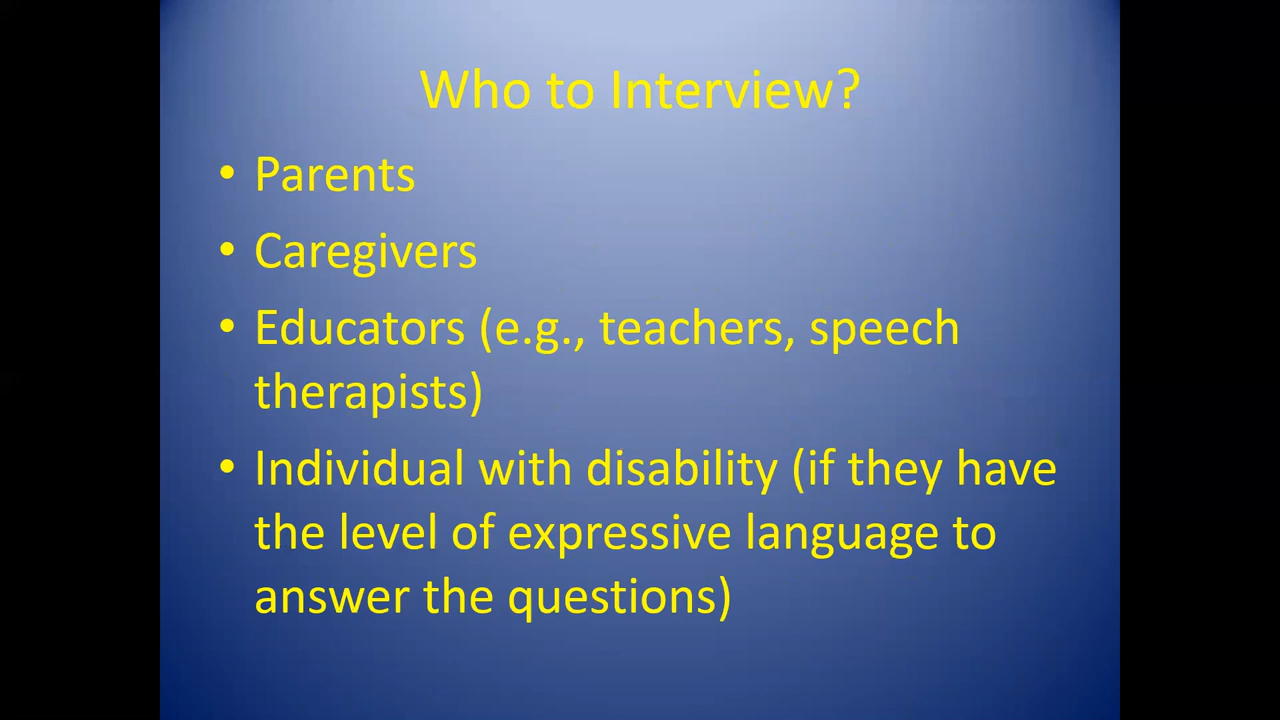 Who to Interview?
• Parents
• Caregivers
• Educators (e.g., teachers, speech
therapists)
• Individual with disability (if they have
the level of expressive language to
answer the questions)